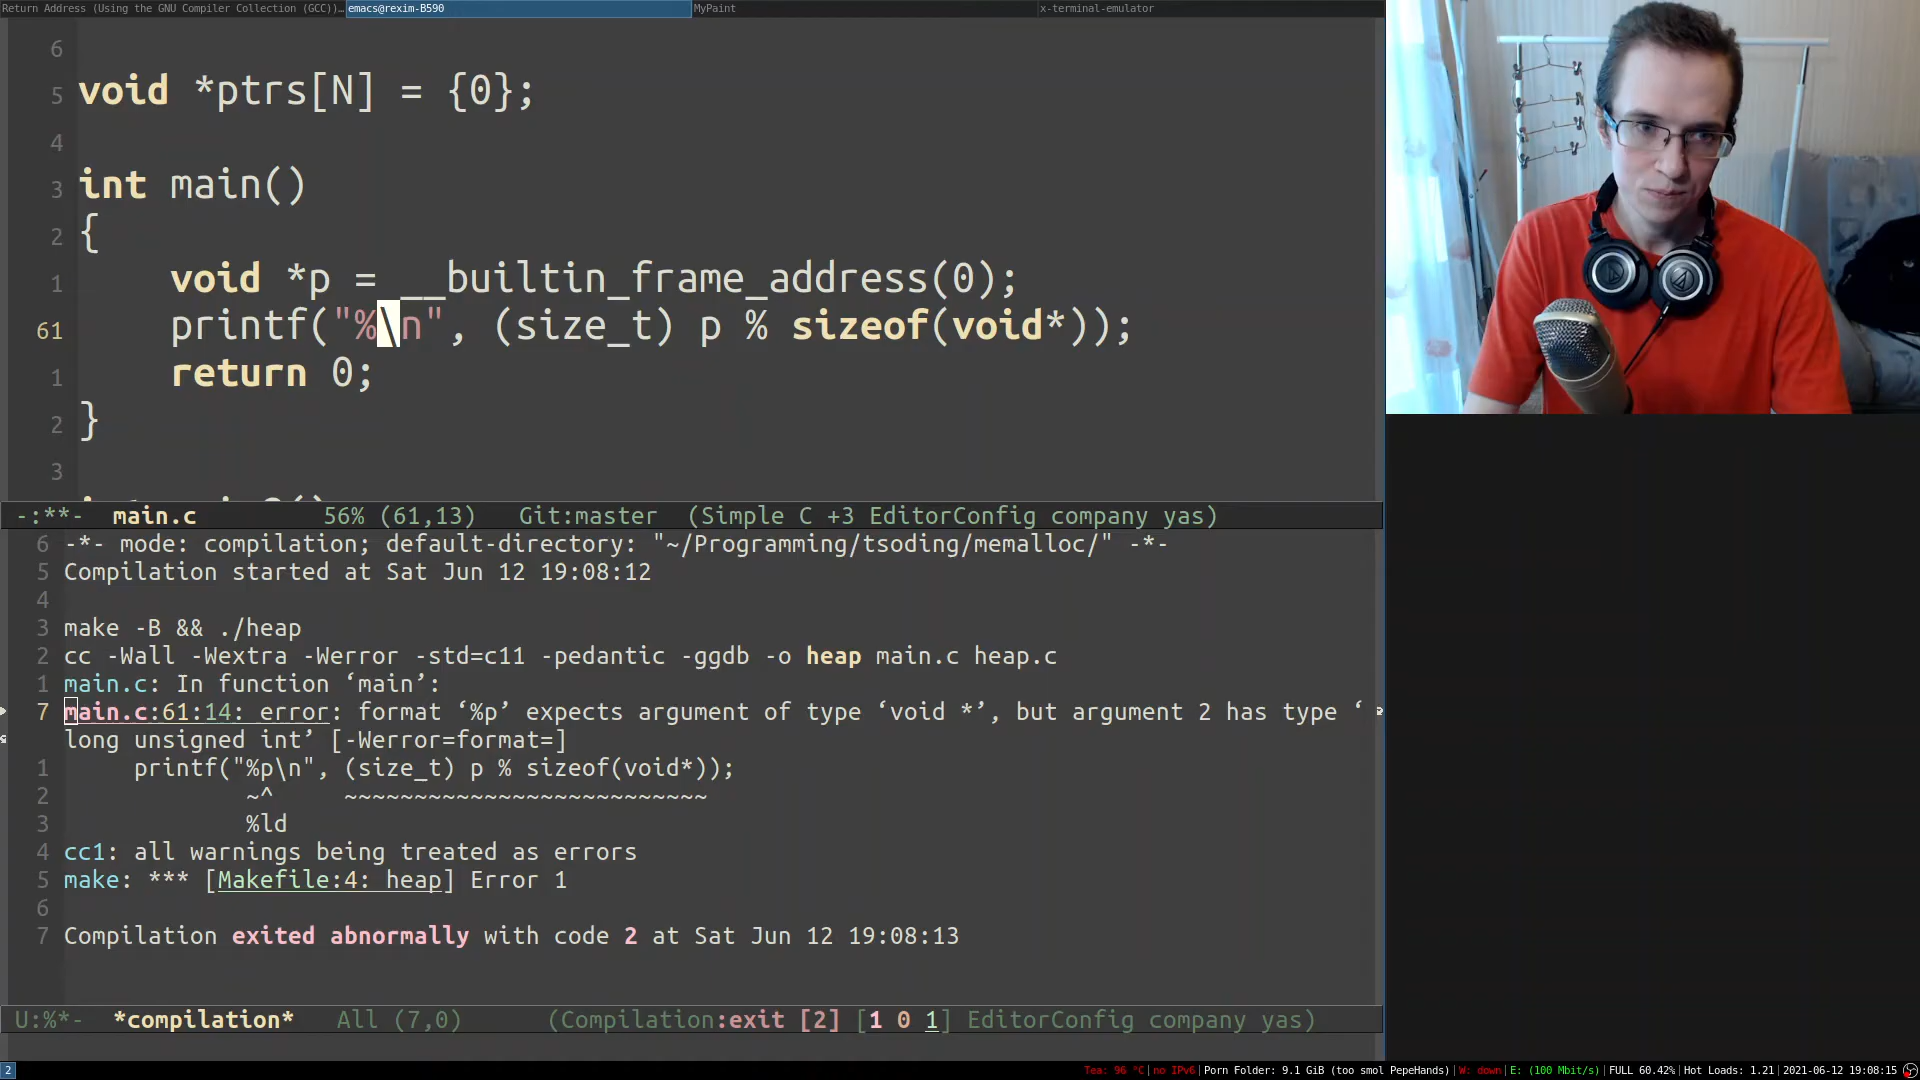 Return Address (Using the GNU Compiler Collection (GCC))… emacs@rexim-B590 MyPaint x-terminal-emulator
6
5 void *ptrs[N] = {0};
4
3 int main()
2 {
1 void *p = __builtin_frame_address(0);
61 printf("%\n", (size_t) p % sizeof(void*));
1 return 0;
2 }
3
-:**- main.c 56% (61,13) Git:master (Simple C +3 EditorConfig company yas)
6 -*- mode: compilation; default-directory: "~/Programming/tsoding/memalloc/" -*-
5 Compilation started at Sat Jun 12 19:08:12
4
3 make -B && ./heap
2 cc -Wall -Wextra -Werror -std=c11 -pedantic -ggdb -o heap main.c heap.c
1 main.c: In function ‘main’:
7 main.c:61:14: error: format ‘%p’ expects argument of type ‘void *’, but argument 2 has type ‘
long unsigned int’ [-Werror=format=]
1 printf("%p\n", (size_t) p % sizeof(void*));
2 ~^ ~~~~~~~~~~~~~~~~~~~~~~~~~~
3 %ld
4 cc1: all warnings being treated as errors
5 make: *** [Makefile:4: heap] Error 1
6
7 Compilation exited abnormally with code 2 at Sat Jun 12 19:08:13
U:%*- *compilation* All (7,0) (Compilation:exit [2] [1 0 1] EditorConfig company yas)
2 Tea: 96 °C|no IPv6|Porn Folder: 9.1 GiB (too smol PepeHands)|W: down|E: (100 Mbit/s)|FULL 60.42%|Hot Loads: 1.21|2021-06-12 19:08:15